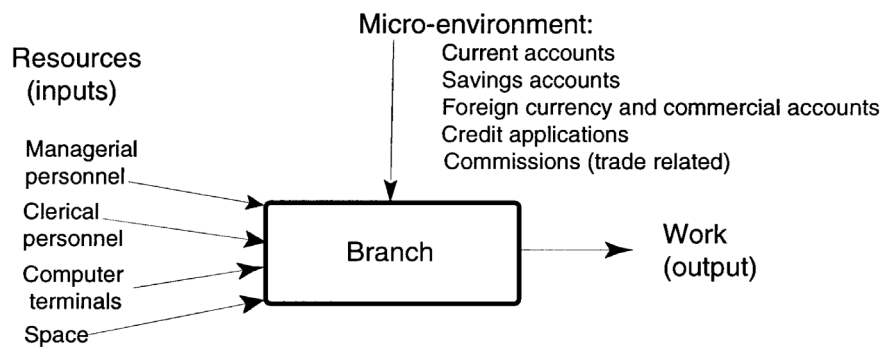 Micro-environment:
Current accounts
Savings accounts
Foreign currency and commercial accounts
Credit applications
Commissions (trade related)
Resources
(inputs)
Managerial
personnel
Clerical
personnel
Computer
terminals
Space
Branch
Work
(output)